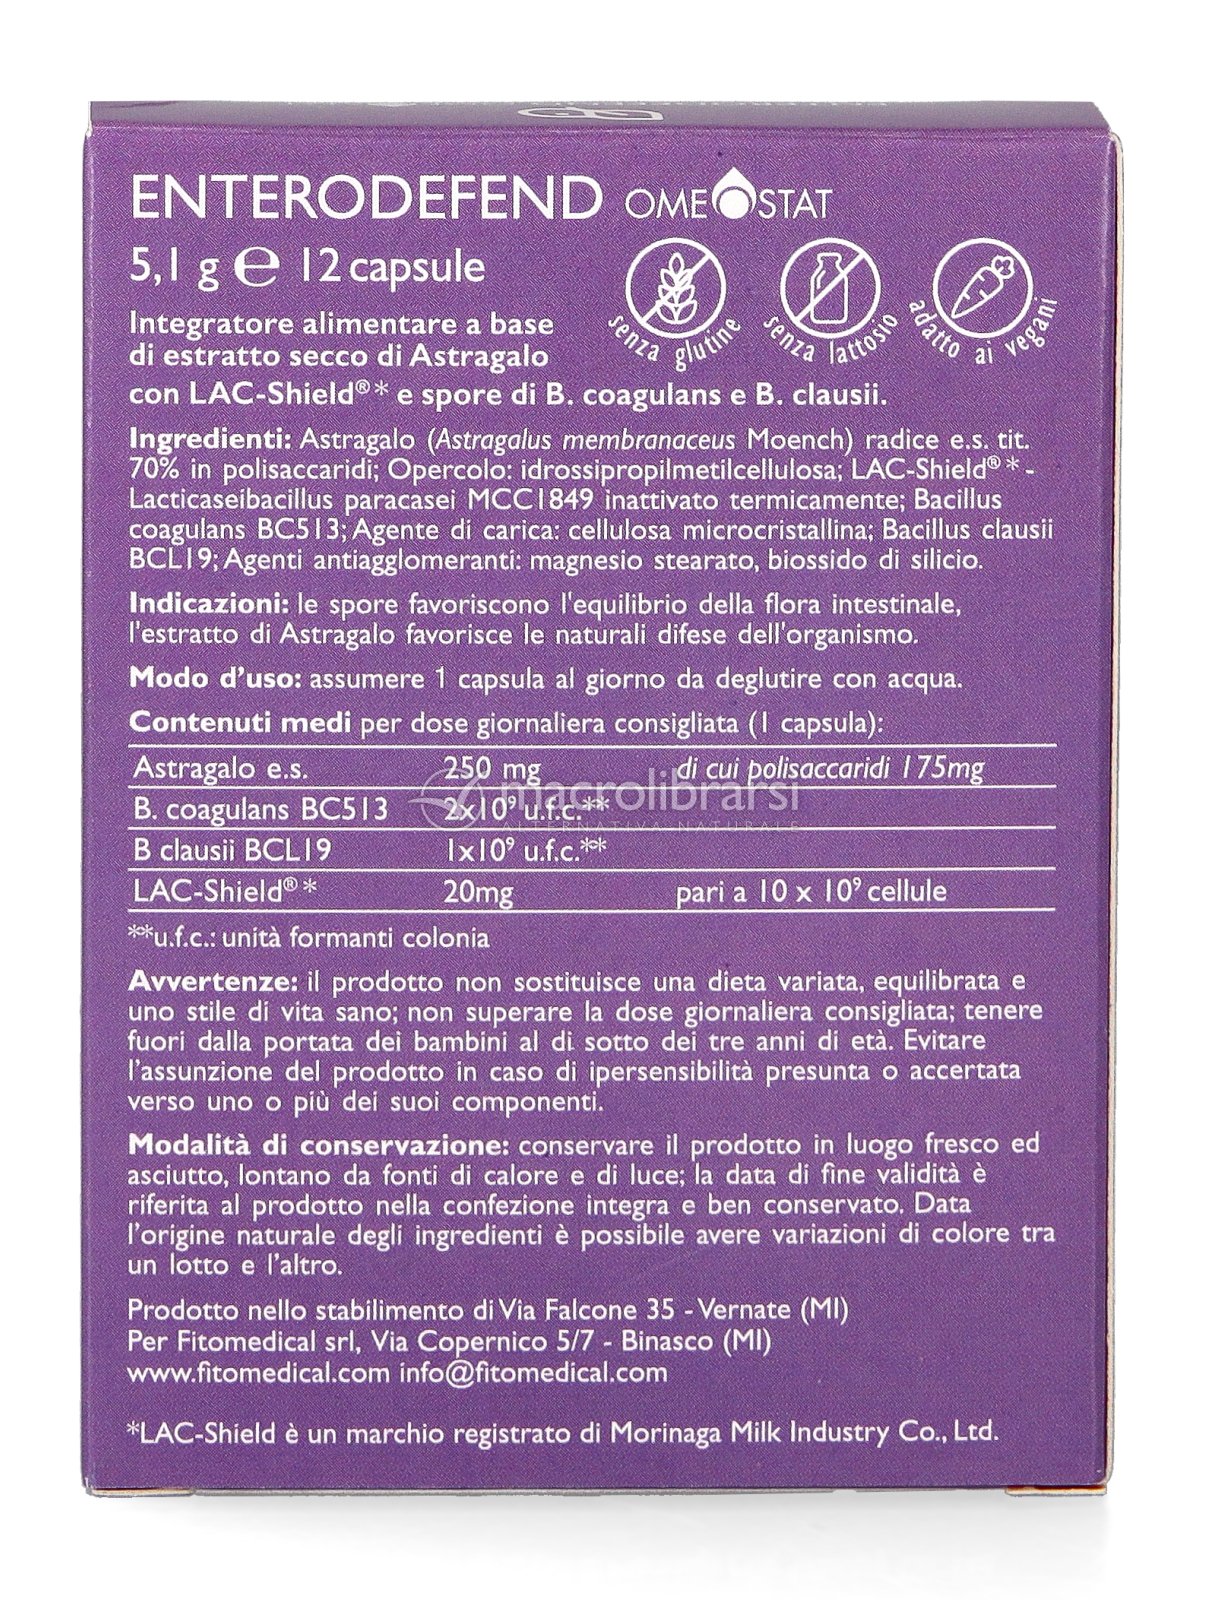 ENTERODEFEND OMEOSTAT
5,1 g e 12 capsule
senza glutine
senza lattosio
adatto ai vegani
Integratore alimentare a base
di estratto secco di Astragalo
con LAC-Shield®* e spore di B. coagulans e B. clausii.
Ingredienti: Astragalo (Astragalus membranaceus Moench) radice e.s. tit.
70% in polisaccaridi; Opercolo: idrossipropilmetilcellulosa; LAC-Shield®* -
Lacticaseibacillus paracasei MCC1849 inattivato termicamente; Bacillus
coagulans BC513; Agente di carica: cellulosa microcristallina; Bacillus clausii
BCL19; Agenti antiagglomeranti: magnesio stearato, biossido di silicio.
Indicazioni: le spore favoriscono l'equilibrio della flora intestinale,
l'estratto di Astragalo favorisce le naturali difese dell'organismo.
Modo d'uso: assumere 1 capsula al giorno da deglutire con acqua.
Contenuti medi per dose giornaliera consigliata (1 capsula):
Astragalo e.s. 250 mg di cui polisaccaridi 175mg
macrolibrarsi
B. coagulans BC513 2x10⁹ u.f.c.**
ALTERNATIVA NATURALE
B clausii BCL19 1x10⁹ u.f.c.**
LAC-Shield®* 20mg pari a 10 x 10⁹ cellule
**u.f.c.: unità formanti colonia
Avvertenze: il prodotto non sostituisce una dieta variata, equilibrata e
uno stile di vita sano; non superare la dose giornaliera consigliata; tenere
fuori dalla portata dei bambini al di sotto dei tre anni di età. Evitare
l'assunzione del prodotto in caso di ipersensibilità presunta o accertata
verso uno o più dei suoi componenti.
Modalità di conservazione: conservare il prodotto in luogo fresco ed
asciutto, lontano da fonti di calore e di luce; la data di fine validità è
riferita al prodotto nella confezione integra e ben conservato. Data
l'origine naturale degli ingredienti è possibile avere variazioni di colore tra
un lotto e l'altro.
Prodotto nello stabilimento di Via Falcone 35 - Vernate (MI)
Per Fitomedical srl, Via Copernico 5/7 - Binasco (MI)
www.fitomedical.com info@fitomedical.com
*LAC-Shield è un marchio registrato di Morinaga Milk Industry Co., Ltd.